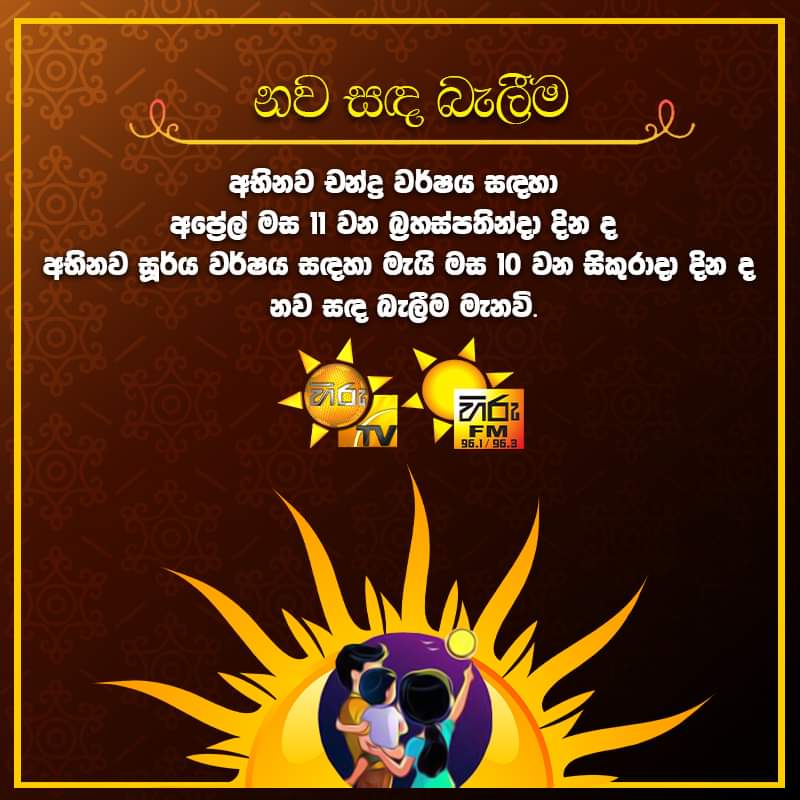 නව සඳ බැලීම
අභිනව චන්ද්‍ර වර්ෂය සඳහා
අප්‍රේල් මස 11 වන බ්‍රහස්පතින්දා දින ද
අභිනව සූර්ය වර්ෂය සඳහා මැයි මස 10 වන සිකුරාදා දින ද
නව සඳ බැලීම මැනවි.
හිරු
TV
හිරු
FM
96.1 / 96.3